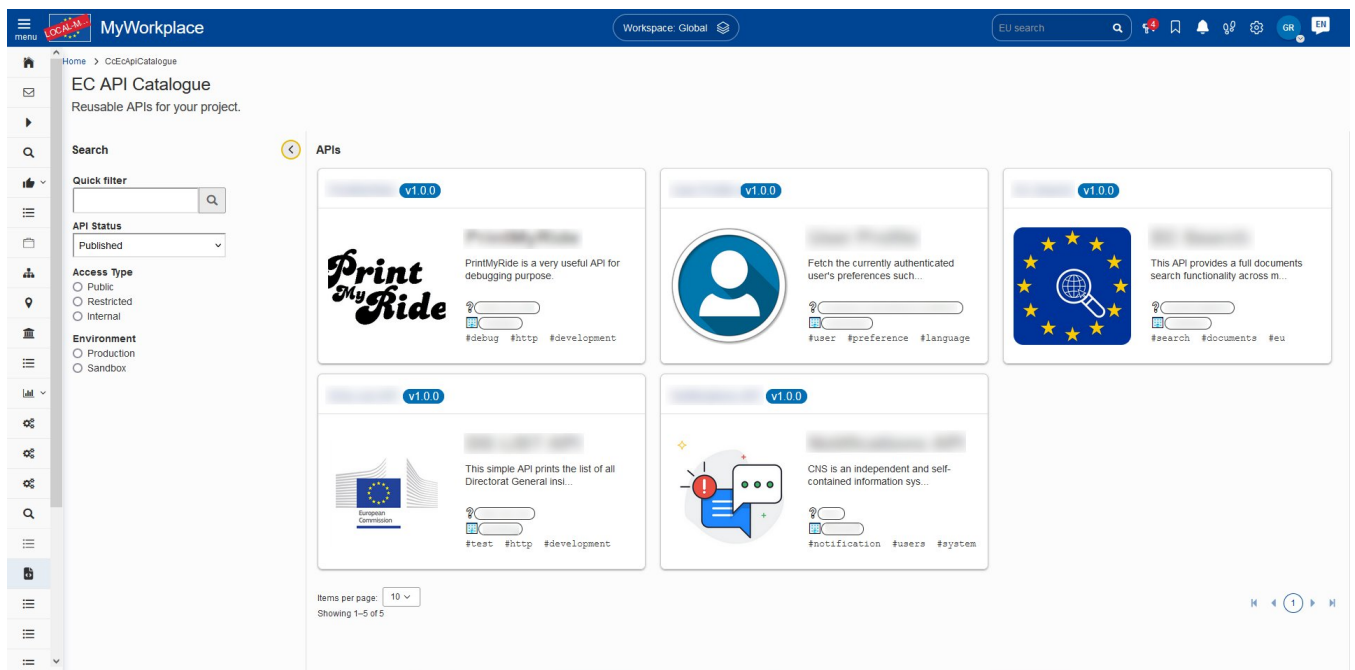 menu
LOCAL-M...
MyWorkplace
Workspace: Global
EU search
4
GR
EN
Home > CcEcApiCatalogue
EC API Catalogue
Reusable APIs for your project.
Search
Quick filter
API Status
Published
Access Type
Public
Restricted
Internal
Environment
Production
Sandbox
APIs
v1.0.0
Print
My
Ride
PrintMyRide is a very useful API for
debugging purpose.
#debug #http #development
v1.0.0
Fetch the currently authenticated
user's preferences such...
#user #preference #language
v1.0.0
This API provides a full documents
search functionality across m...
#search #documents #eu
v1.0.0
European
Commission
This simple API prints the list of all
Directorat General insi...
#test #http #development
v1.0.0
CNS is an independent and self-
contained information sys...
#notification #users #system
Items per page: 10
Showing 1–5 of 5
1